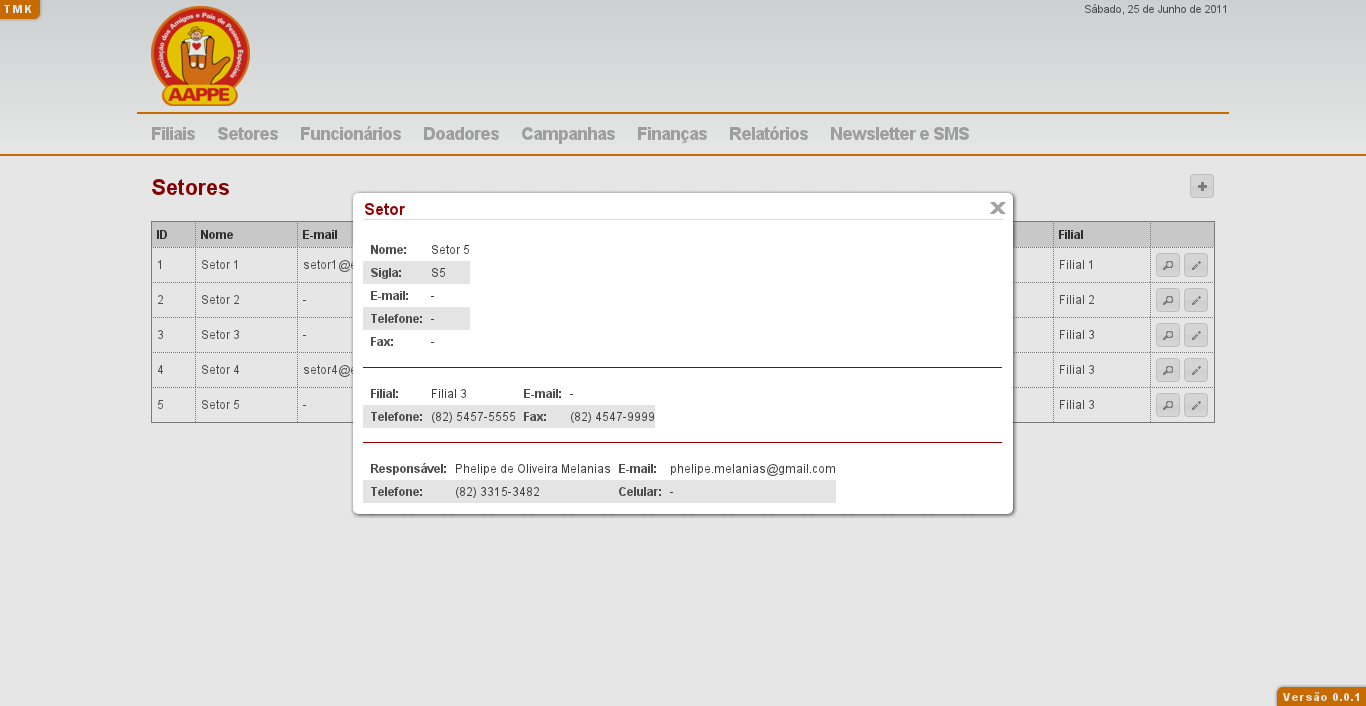 TMK
Sábado, 25 de Junho de 2011
Associação dos Amigos e Pais de Pessoas Especiais
AAPPE
Filiais Setores Funcionários Doadores Campanhas Finanças Relatórios Newsletter e SMS
Setores
ID Nome E-mail Filial
1 Setor 1 setor1@e Filial 1
2 Setor 2 - Filial 2
3 Setor 3 - Filial 3
4 Setor 4 setor4@e Filial 3
5 Setor 5 - Filial 3
Setor
Nome: Setor 5
Sigla: S5
E-mail: -
Telefone: -
Fax: -
Filial: Filial 3 E-mail: -
Telefone: (82) 5457-5555 Fax: (82) 4547-9999
Responsável: Phelipe de Oliveira Melanias E-mail: phelipe.melanias@gmail.com
Telefone: (82) 3315-3482 Celular: -
Versão 0.0.1